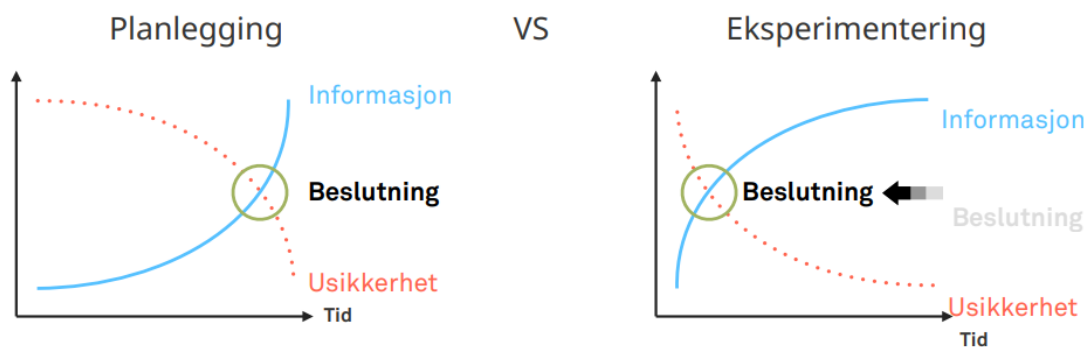 Planlegging
VS
Eksperimentering
Informasjon
Beslutning
Usikkerhet
Tid
Informasjon
Beslutning
Beslutning
Usikkerhet
Tid